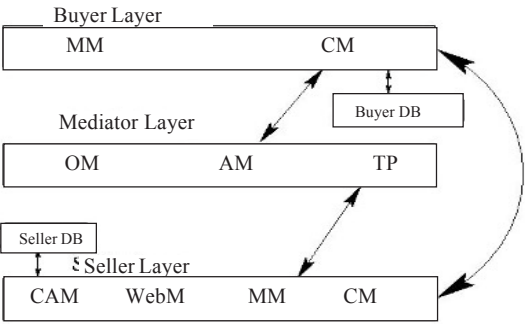 Buyer Layer
MM CM
Buyer DB
Mediator Layer
OM AM TP
Seller DB
Seller Layer
CAM WebM MM CM